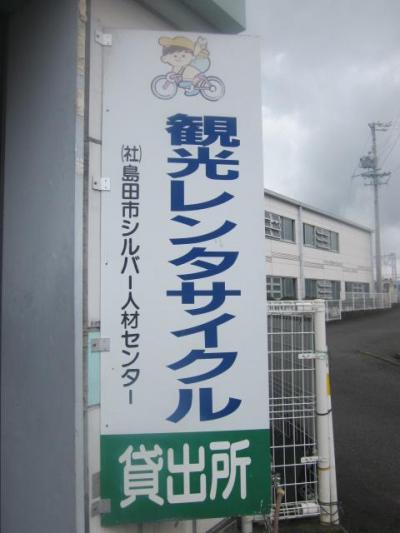 観光レンタサイクル
㈳島田市シルバー人材センター
貸出所